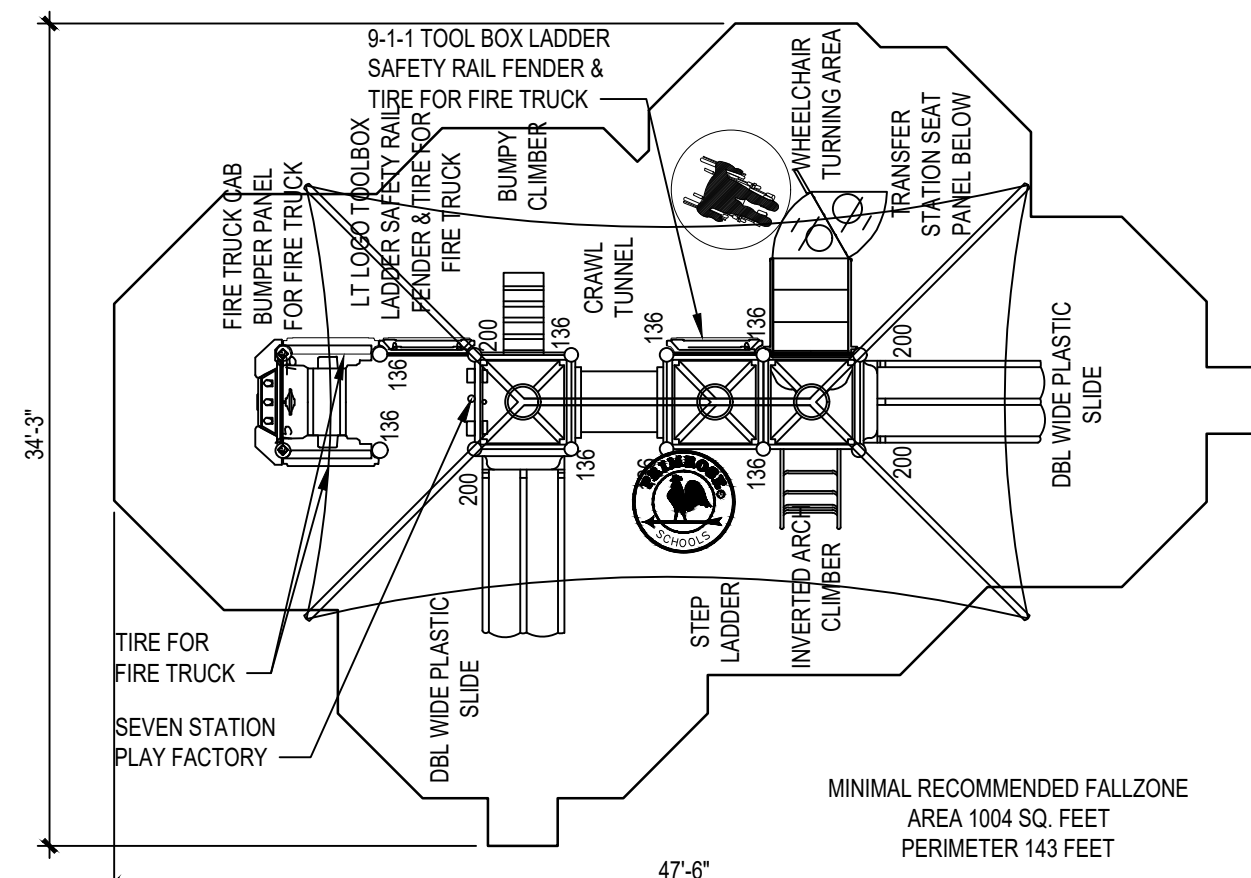 9-1-1 TOOL BOX LADDER
SAFETY RAIL FENDER &
TIRE FOR FIRE TRUCK
WHEELCHAIR
TURNING AREA
TRANSFER
STATION SEAT
PANEL BELOW
BUMPY
CLIMBER
LT LOGO TOOLBOX
LADDER SAFETY RAIL
FENDER & TIRE FOR
FIRE TRUCK
FIRE TRUCK CAB
BUMPER PANEL
FOR FIRE TRUCK
CRAWL
TUNNEL
34'-3"
200
136
136
136
200
136
136
200
136
136
200
DBL WIDE PLASTIC
SLIDE
PRIMROSE®
SCHOOLS
STEP
LADDER
INVERTED ARCH
CLIMBER
DBL WIDE PLASTIC
SLIDE
TIRE FOR
FIRE TRUCK
SEVEN STATION
PLAY FACTORY
MINIMAL RECOMMENDED FALLZONE
AREA 1004 SQ. FEET
PERIMETER 143 FEET
47'-6"